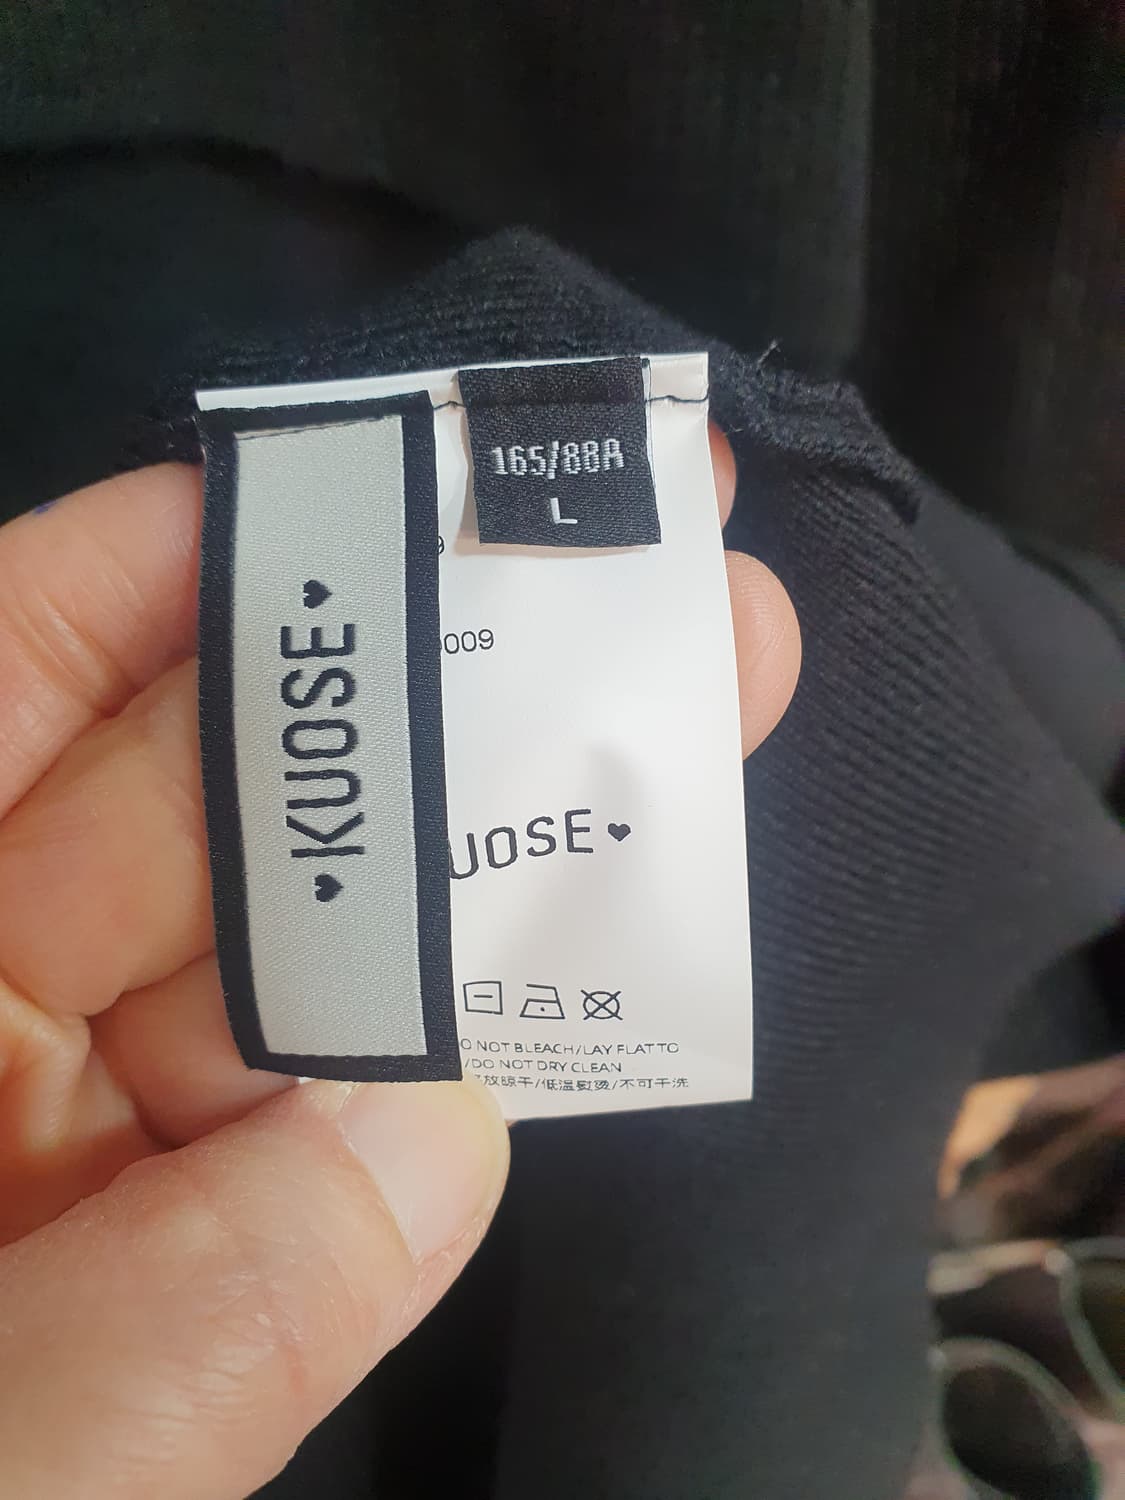 ♥KUOSE♥
165/88A
L
9
009
UOSE♥
O NOT BLEACH/LAY FLAT TO
/DO NOT DRY CLEAN
放晾干/低温熨烫/不可干洗